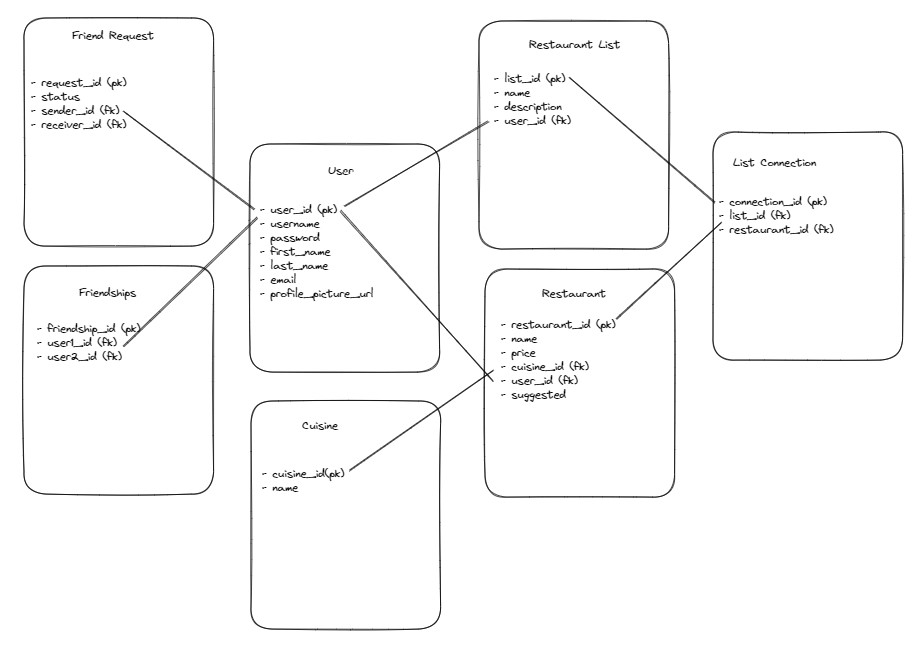 Friend Request
- request_id (pk)
- status
- sender_id (fk)
- receiver_id (fk)
Friendships
- friendship_id (pk)
- user1_id (fk)
- user2_id (fk)
User
- user_id (pk)
- username
- password
- first_name
- last_name
- email
- profile_picture_url
Cuisine
- cuisine_id(pk)
- name
Restaurant List
- list_id (pk)
- name
- description
- user_id (fk)
Restaurant
- restaurant_id (pk)
- name
- price
- cuisine_id (fk)
- user_id (fk)
- suggested
List Connection
- connection_id (pk)
- list_id (fk)
- restaurant_id (fk)